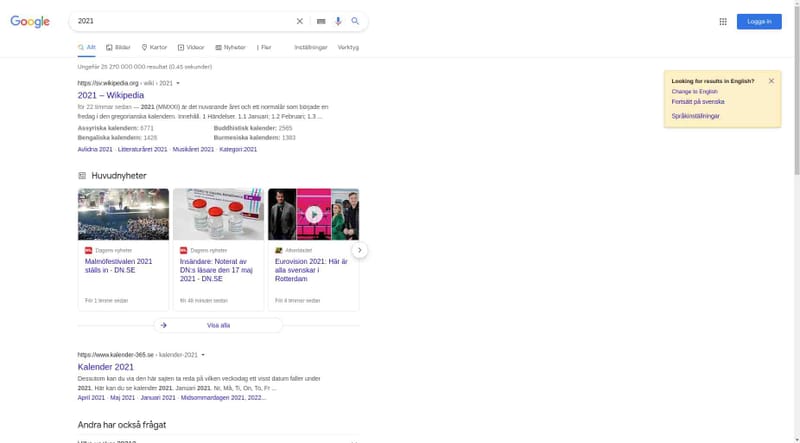 Google
2021
Logga in
Allt
Bilder
Kartor
Videor
Nyheter
Fler
Inställningar
Verktyg
Ungefär 25 270 000 000 resultat (0,45 sekunder)
Looking for results in English?
Change to English
Fortsätt på svenska
Språkinställningar
https://sv.wikipedia.org › wiki › 2021
2021 – Wikipedia
för 22 timmar sedan — 2021 (MMXXI) är det nuvarande året och ett normalår som började en
fredag i den gregorianska kalendern. Innehåll. 1 Händelser. 1.1 Januari; 1.2 Februari; 1.3 ...
Assyriska kalendern: 6771
Buddhistisk kalender: 2565
Bengaliska kalendern: 1428
Burmesiska kalendern: 1383
Avlidna 2021 · Litteraturåret 2021 · Musikåret 2021 · Kategori:2021
Huvudnyheter
Dagens nyheter
Malmöfestivalen 2021
ställs in - DN.SE
För 1 timme sedan
Dagens nyheter
Insändare: Noterat av
DN:s läsare den 17 maj
2021 - DN.SE
för 48 minuter sedan
Aftonbladet
Eurovision 2021: Här är
alla svenskar i
Rotterdam
För 4 timmar sedan
Visa alla
https://www.kalender-365.se › kalender-2021
Kalender 2021
Dessutom kan du via den här sajten ta reda på vilken veckodag ett visst datum faller under
2021. Här kan du se kalender 2021. Januari 2021. Nr, Må, Ti, On, To, Fr ...
April 2021 · Maj 2021 · Januari 2021 · Midsommardagen 2021, 2022...
Andra har också frågat